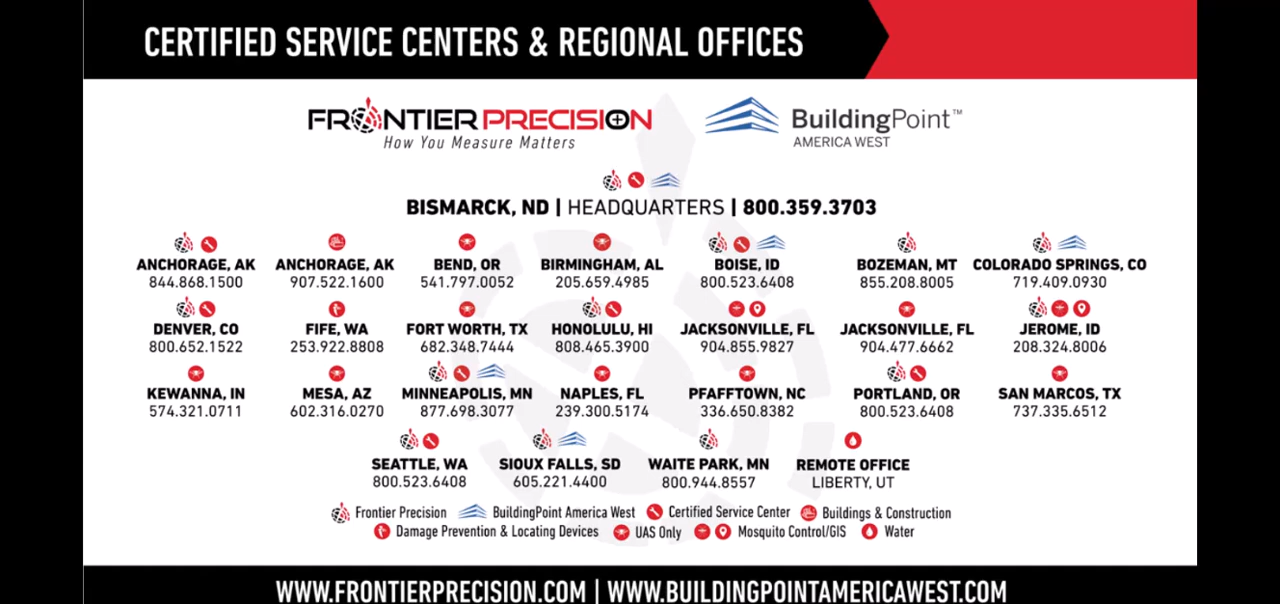 CERTIFIED SERVICE CENTERS & REGIONAL OFFICES
FRONTIER PRECISION
How You Measure Matters
BuildingPoint™
AMERICA WEST
BISMARCK, ND | HEADQUARTERS | 800.359.3703
ANCHORAGE, AK ANCHORAGE, AK BEND, OR BIRMINGHAM, AL BOISE, ID BOZEMAN, MT COLORADO SPRINGS, CO
844.868.1500 907.522.1600 541.797.0052 205.659.4985 800.523.6408 855.208.8005 719.409.0930
DENVER, CO FIFE, WA FORT WORTH, TX HONOLULU, HI JACKSONVILLE, FL JACKSONVILLE, FL JEROME, ID
800.652.1522 253.922.8808 682.348.7444 808.465.3900 904.855.9827 904.477.6662 208.324.8006
KEWANNA, IN MESA, AZ MINNEAPOLIS, MN NAPLES, FL PFAFFTOWN, NC PORTLAND, OR SAN MARCOS, TX
574.321.0711 602.316.0270 877.698.3077 239.300.5174 336.650.8382 800.523.6408 737.335.6512
SEATTLE, WA SIOUX FALLS, SD WAITE PARK, MN REMOTE OFFICE
800.523.6408 605.221.4400 800.944.8557 LIBERTY, UT
Frontier Precision BuildingPoint America West Certified Service Center Buildings & Construction
Damage Prevention & Locating Devices UAS Only Mosquito Control/GIS Water
WWW.FRONTIERPRECISION.COM | WWW.BUILDINGPOINTAMERICAWEST.COM